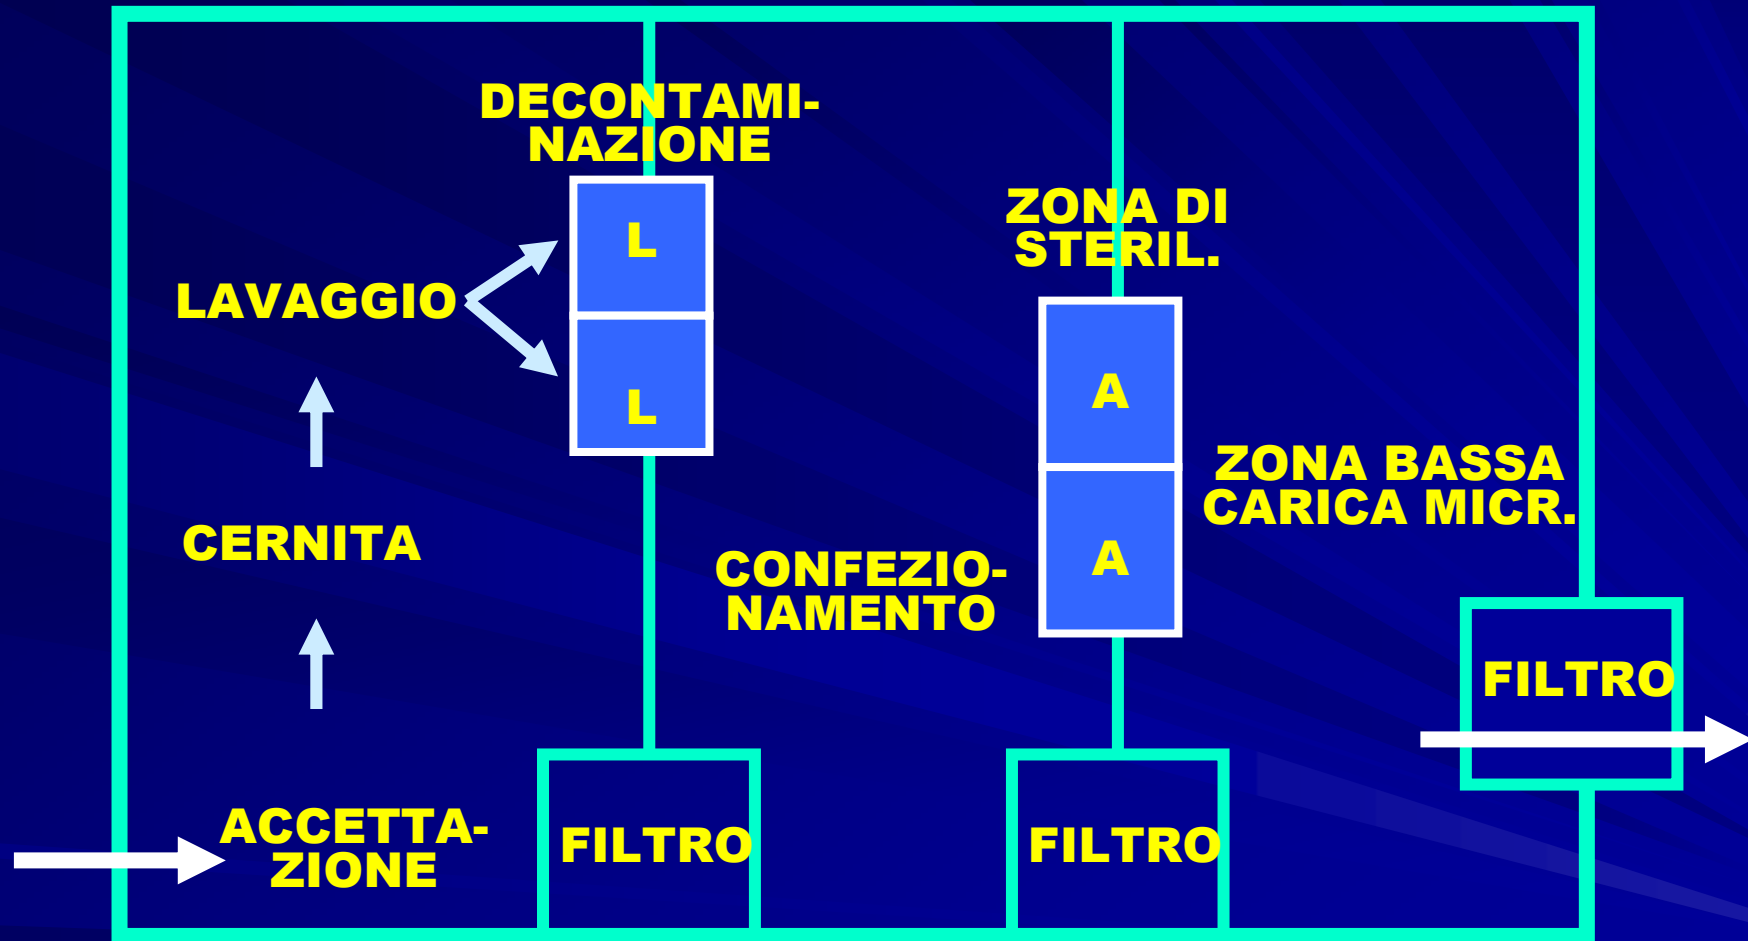 DECONTAMI-
NAZIONE
L
LAVAGGIO
L
CERNITA
ACCETTA-
ZIONE
FILTRO
CONFEZIO-
NAMENTO
ZONA DI
STERIL.
A
A
FILTRO
ZONA BASSA
CARICA MICR.
FILTRO